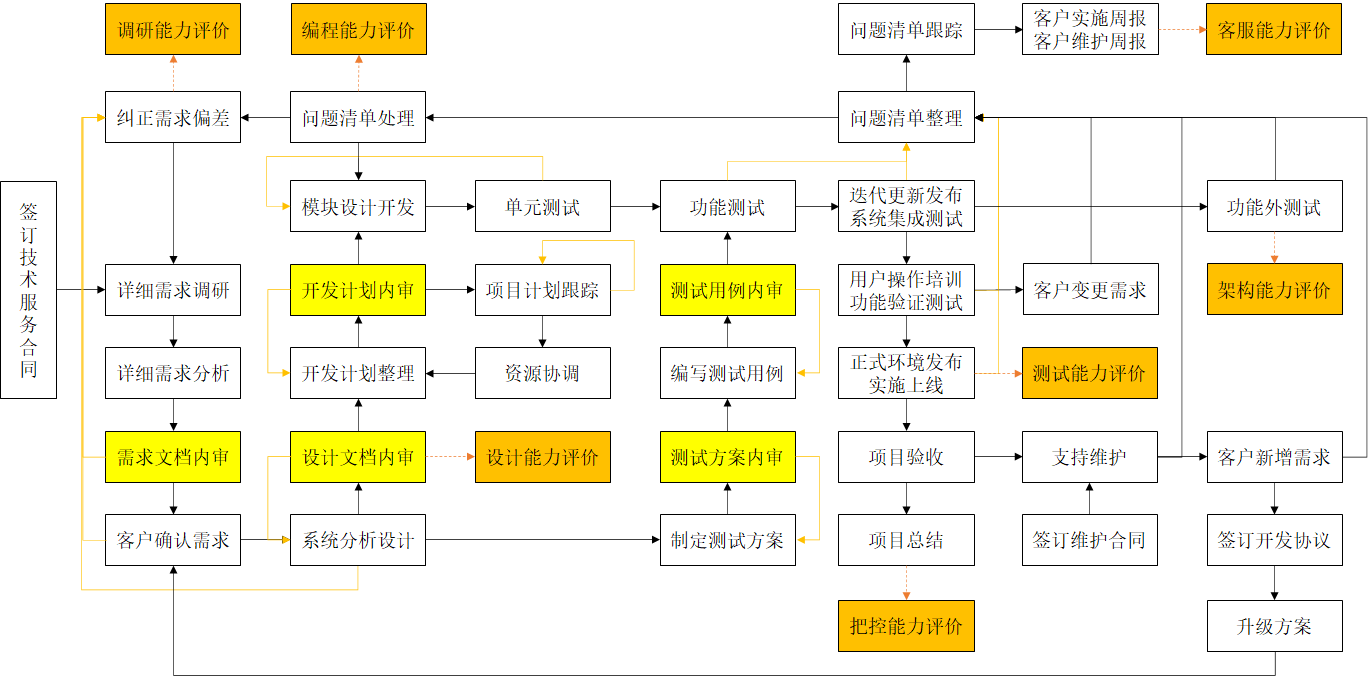 调研能力评价
编程能力评价
问题清单跟踪
客户实施周报
客户维护周报
客服能力评价
纠正需求偏差
问题清单处理
问题清单整理
签订技术服务合同
模块设计开发
单元测试
功能测试
迭代更新发布
系统集成测试
功能外测试
详细需求调研
开发计划内审
项目计划跟踪
测试用例内审
用户操作培训
功能验证测试
客户变更需求
架构能力评价
详细需求分析
开发计划整理
资源协调
编写测试用例
正式环境发布
实施上线
测试能力评价
需求文档内审
设计文档内审
设计能力评价
测试方案内审
项目验收
支持维护
客户新增需求
客户确认需求
系统分析设计
制定测试方案
项目总结
签订维护合同
签订开发协议
把控能力评价
升级方案